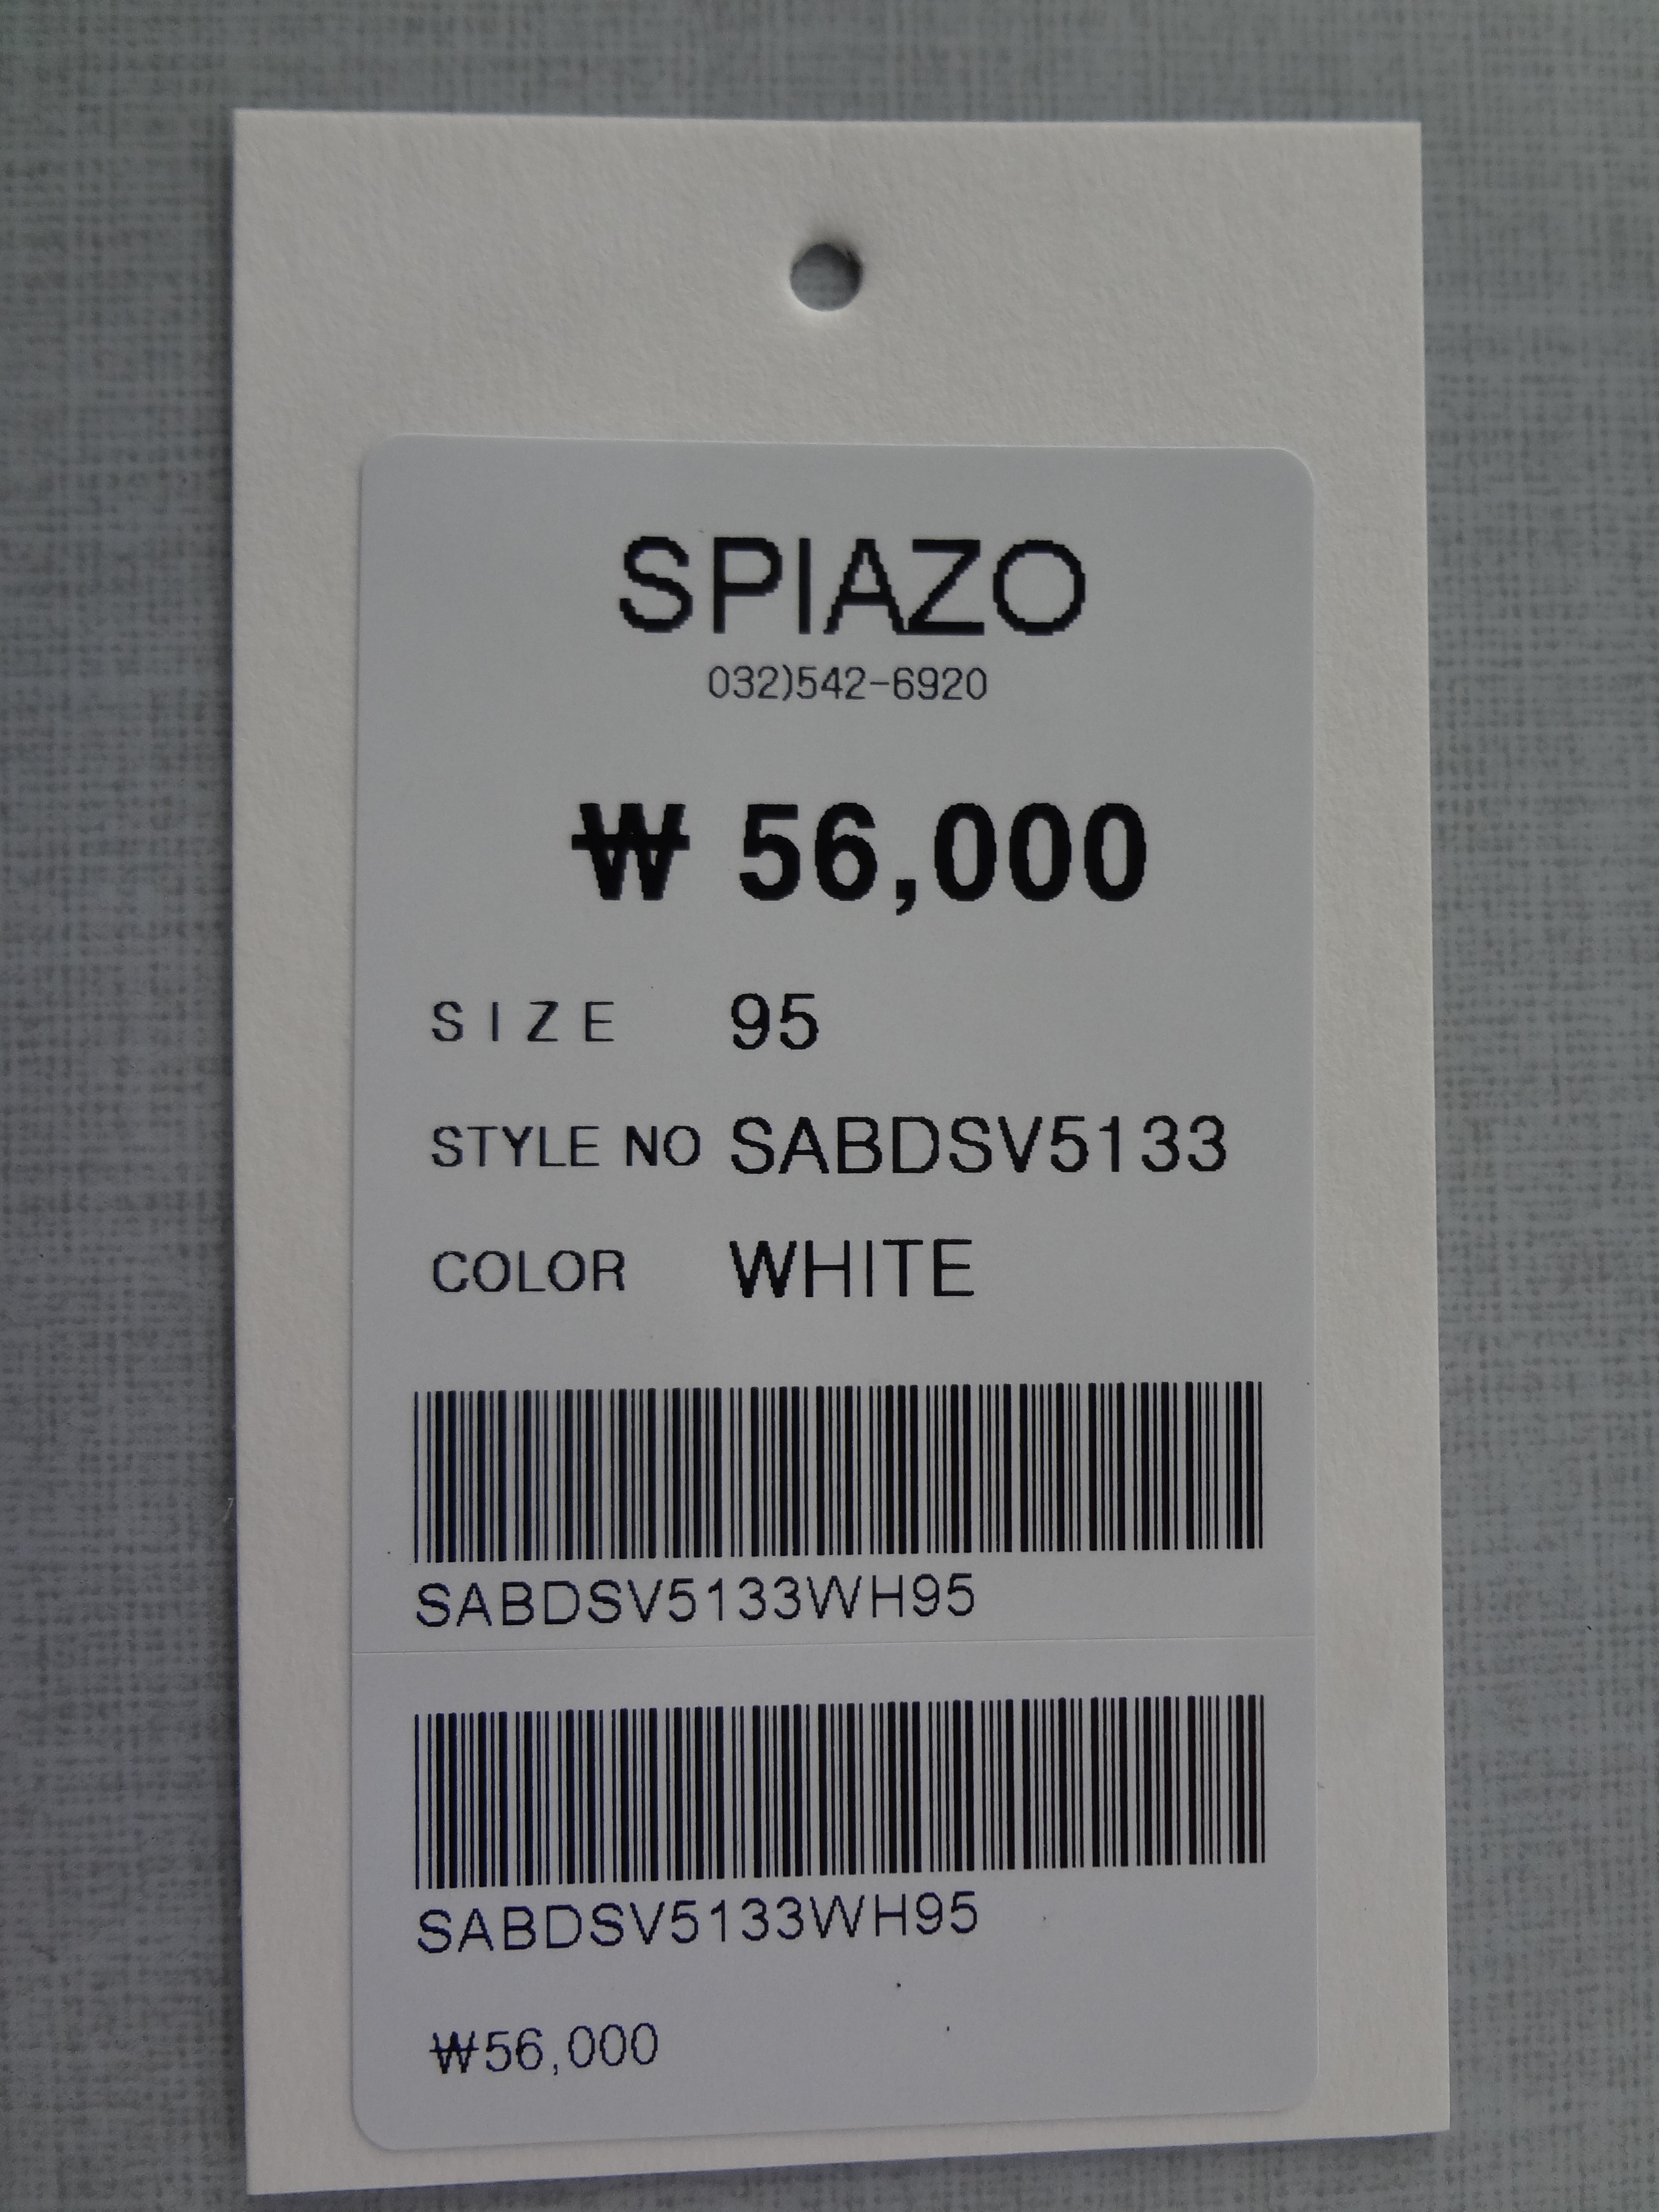 SPIAZO
032)542-6920
₩ 56,000
SIZE 95
STYLE NO SABDSV5133
COLOR WHITE
SABDSV5133WH95
SABDSV5133WH95
₩56,000